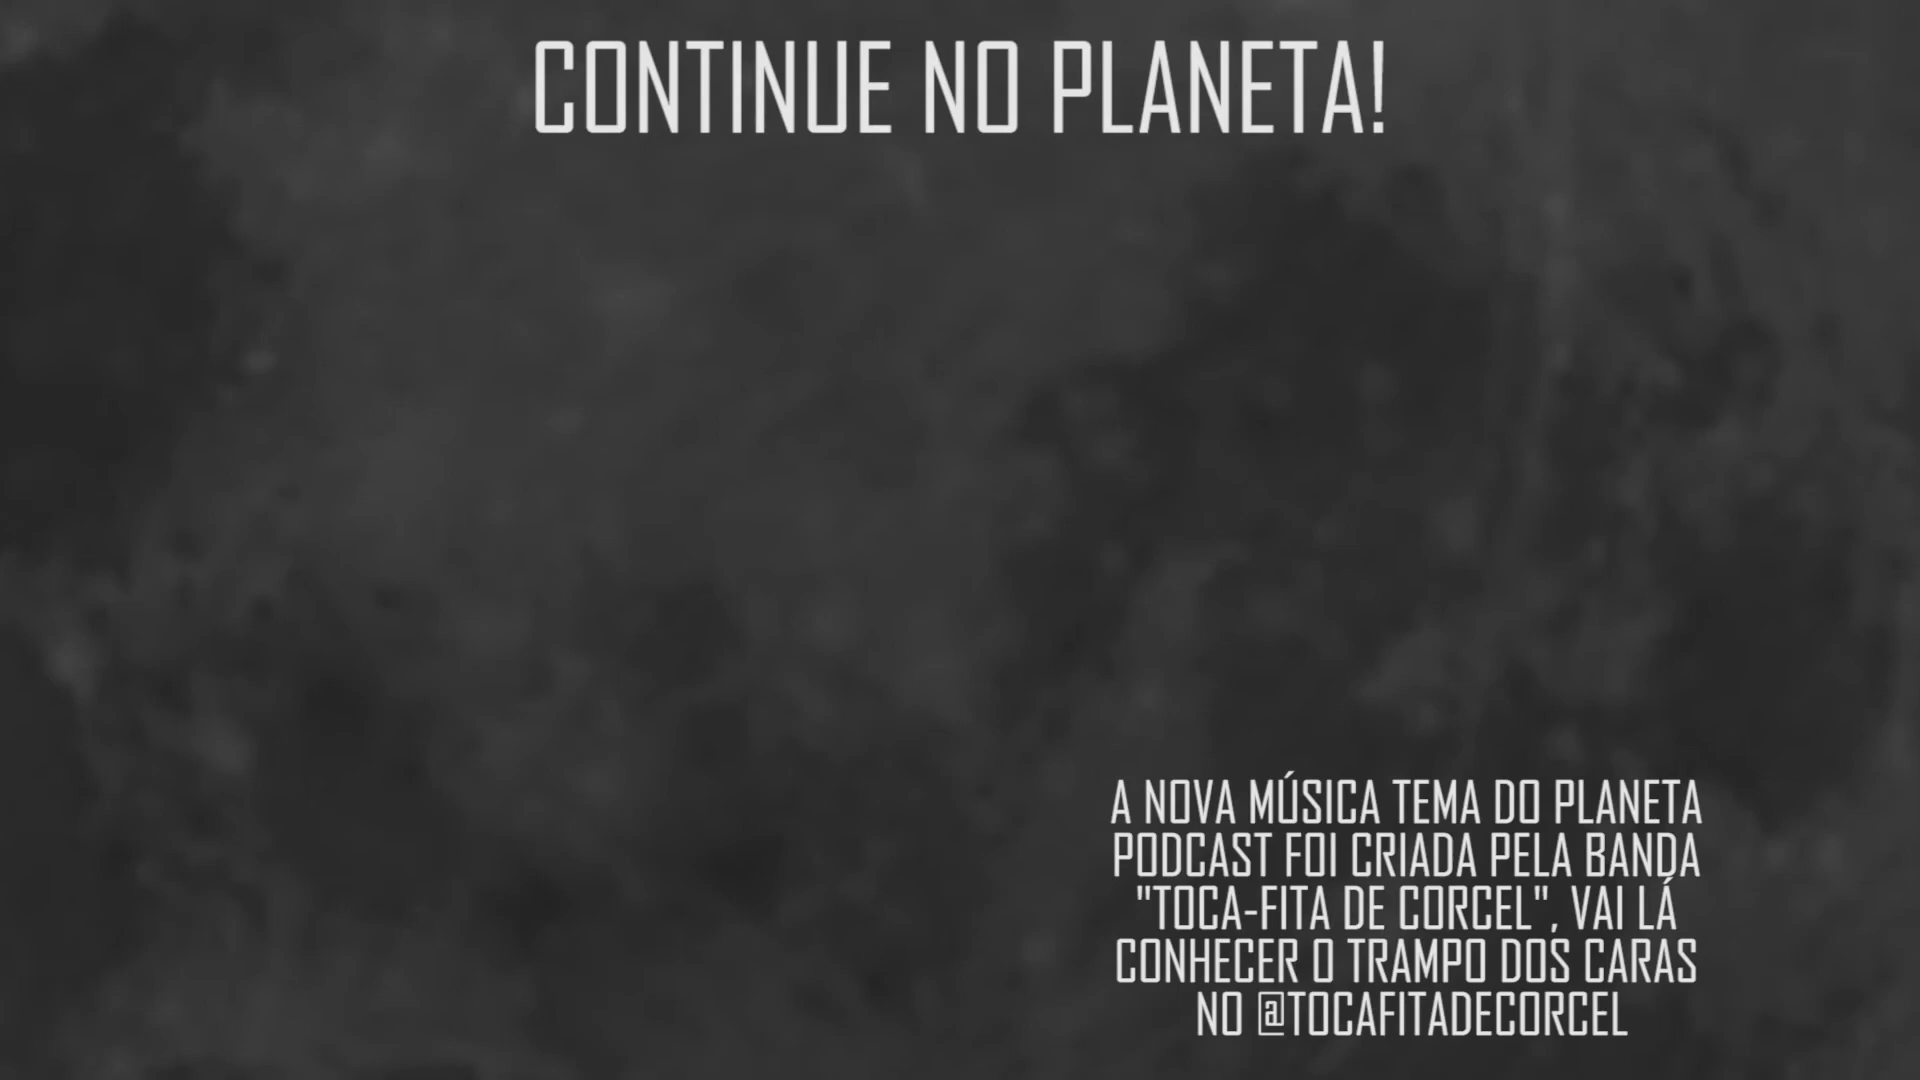 CONTINUE NO PLANETA!
A NOVA MÚSICA TEMA DO PLANETA
PODCAST FOI CRIADA PELA BANDA
"TOCA-FITA DE CORCEL", VAI LÁ
CONHECER O TRAMPO DOS CARAS
NO @TOCAFITADECORCEL